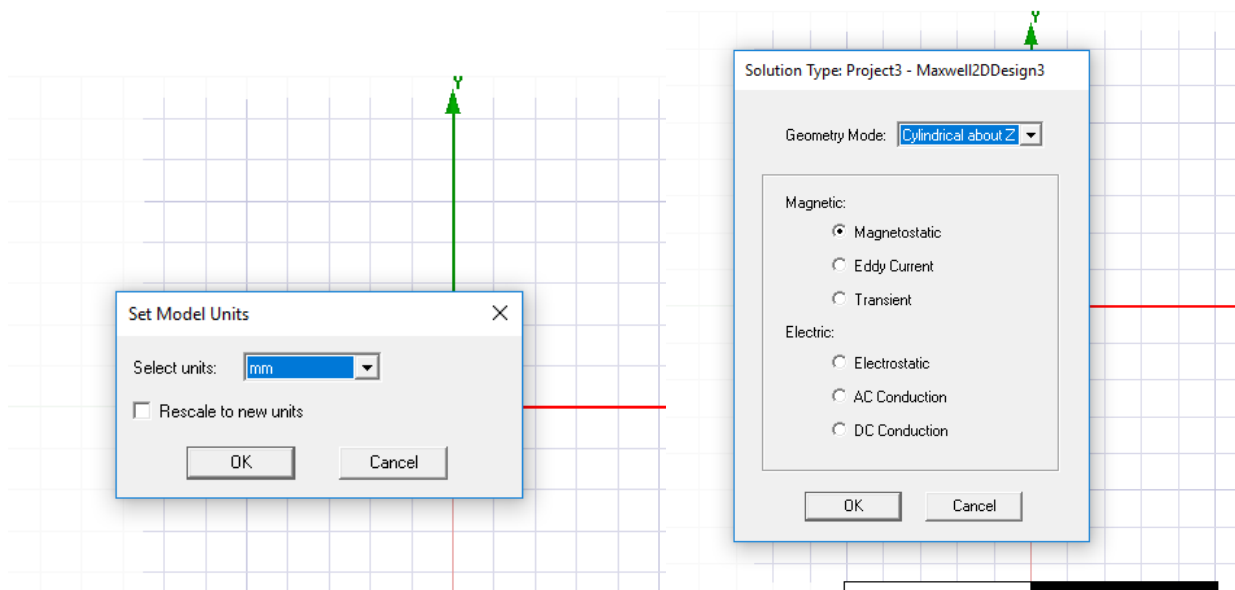 Y
Set Model Units
Select units: mm
Rescale to new units
OK Cancel
Y
Solution Type: Project3 - Maxwell2DDesign3
Geometry Mode: Cylindrical about Z
Magnetic:
Magnetostatic
Eddy Current
Transient
Electric:
Electrostatic
AC Conduction
DC Conduction
OK Cancel